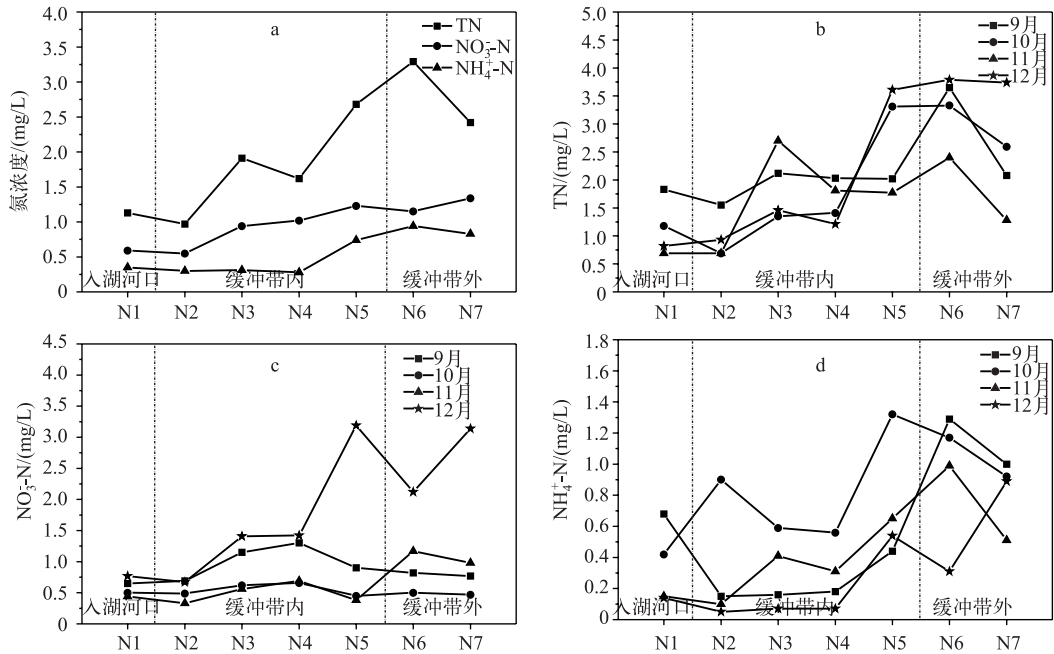 a
氮浓度/(mg/L)
4.0
3.5
3.0
2.5
2.0
1.5
1.0
0.5
0
TN
NO₃⁻-N
NH₄⁺-N
入湖河口 缓冲带内 缓冲带外
N1 N2 N3 N4 N5 N6 N7
b
TN/(mg/L)
5.0
4.5
4.0
3.5
3.0
2.5
2.0
1.5
1.0
0.5
0
9月
10月
11月
12月
入湖河口 缓冲带内 缓冲带外
N1 N2 N3 N4 N5 N6 N7
c
NO₃⁻-N/(mg/L)
4.5
4.0
3.5
3.0
2.5
2.0
1.5
1.0
0.5
0
9月
10月
11月
12月
入湖河口 缓冲带内 缓冲带外
N1 N2 N3 N4 N5 N6 N7
d
NH₄⁺-N/(mg/L)
1.8
1.6
1.4
1.2
1.0
0.8
0.6
0.4
0.2
0
9月
10月
11月
12月
入湖河口 缓冲带内 缓冲带外
N1 N2 N3 N4 N5 N6 N7